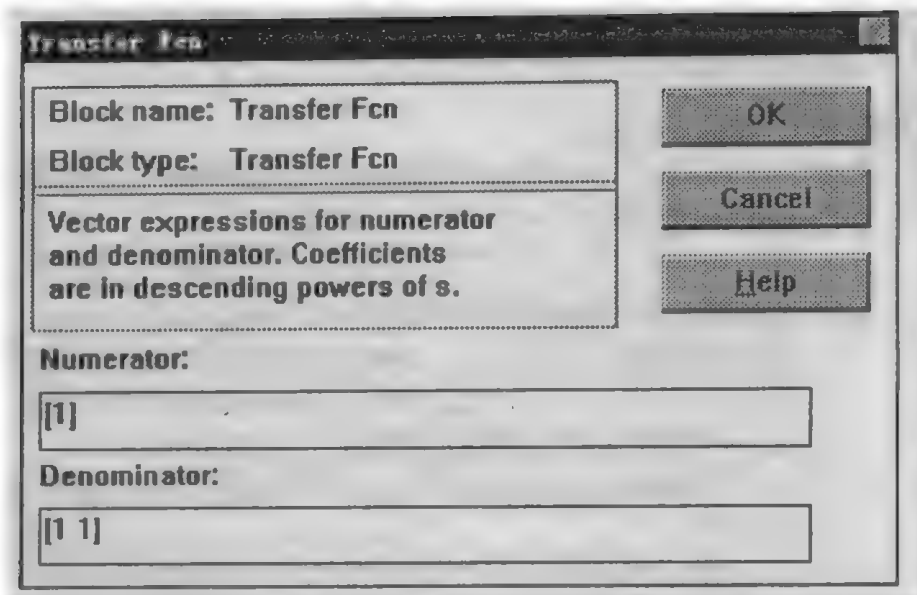 Transfer Fcn
Block name: Transfer Fcn
Block type: Transfer Fcn
Vector expressions for numerator
and denominator. Coefficients
are in descending powers of s.
OK
Cancel
Help
Numerator:
[1]
Denominator:
[1 1]